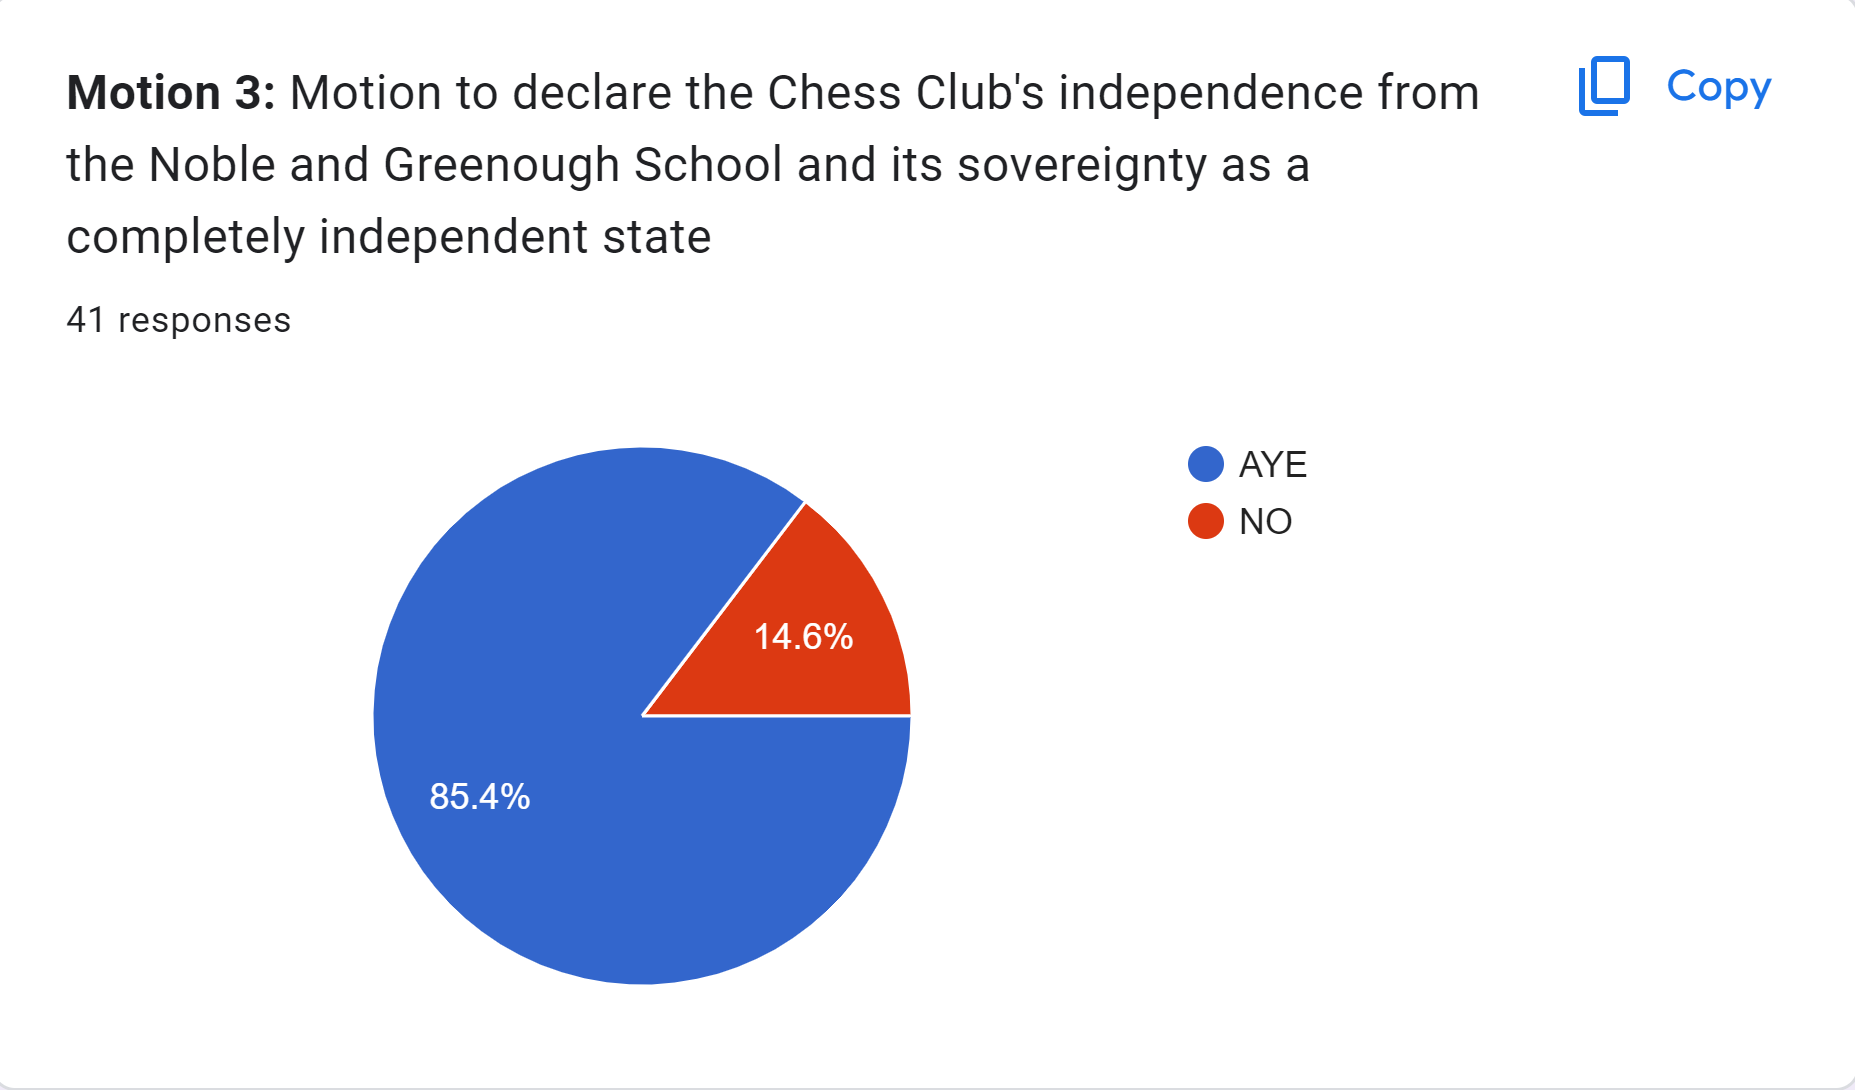 Motion 3: Motion to declare the Chess Club's independence from
the Noble and Greenough School and its sovereignty as a
completely independent state
Copy
41 responses
AYE
NO
14.6%
85.4%